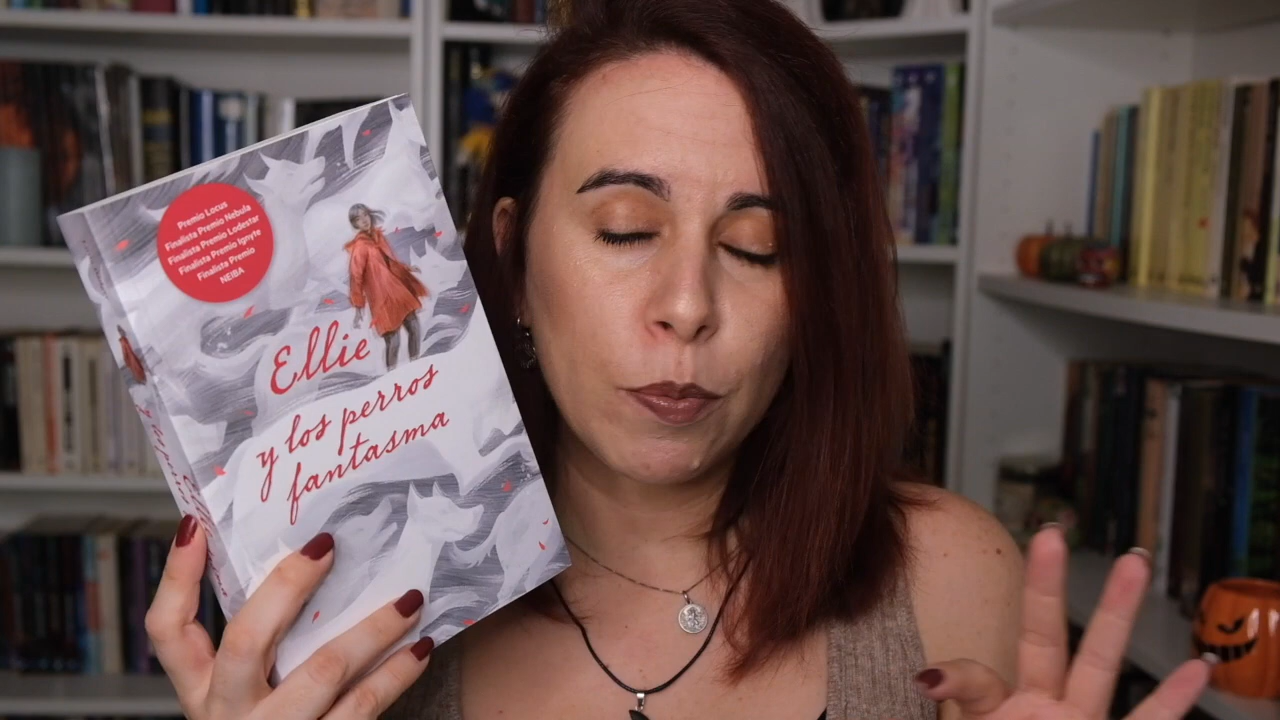 Premio Locus
Finalista Premio Nebula
Finalista Premio Lodestar
Finalista Premio Ignyte
Finalista Premio
NEIBA
Ellie
y los perros
fantasma